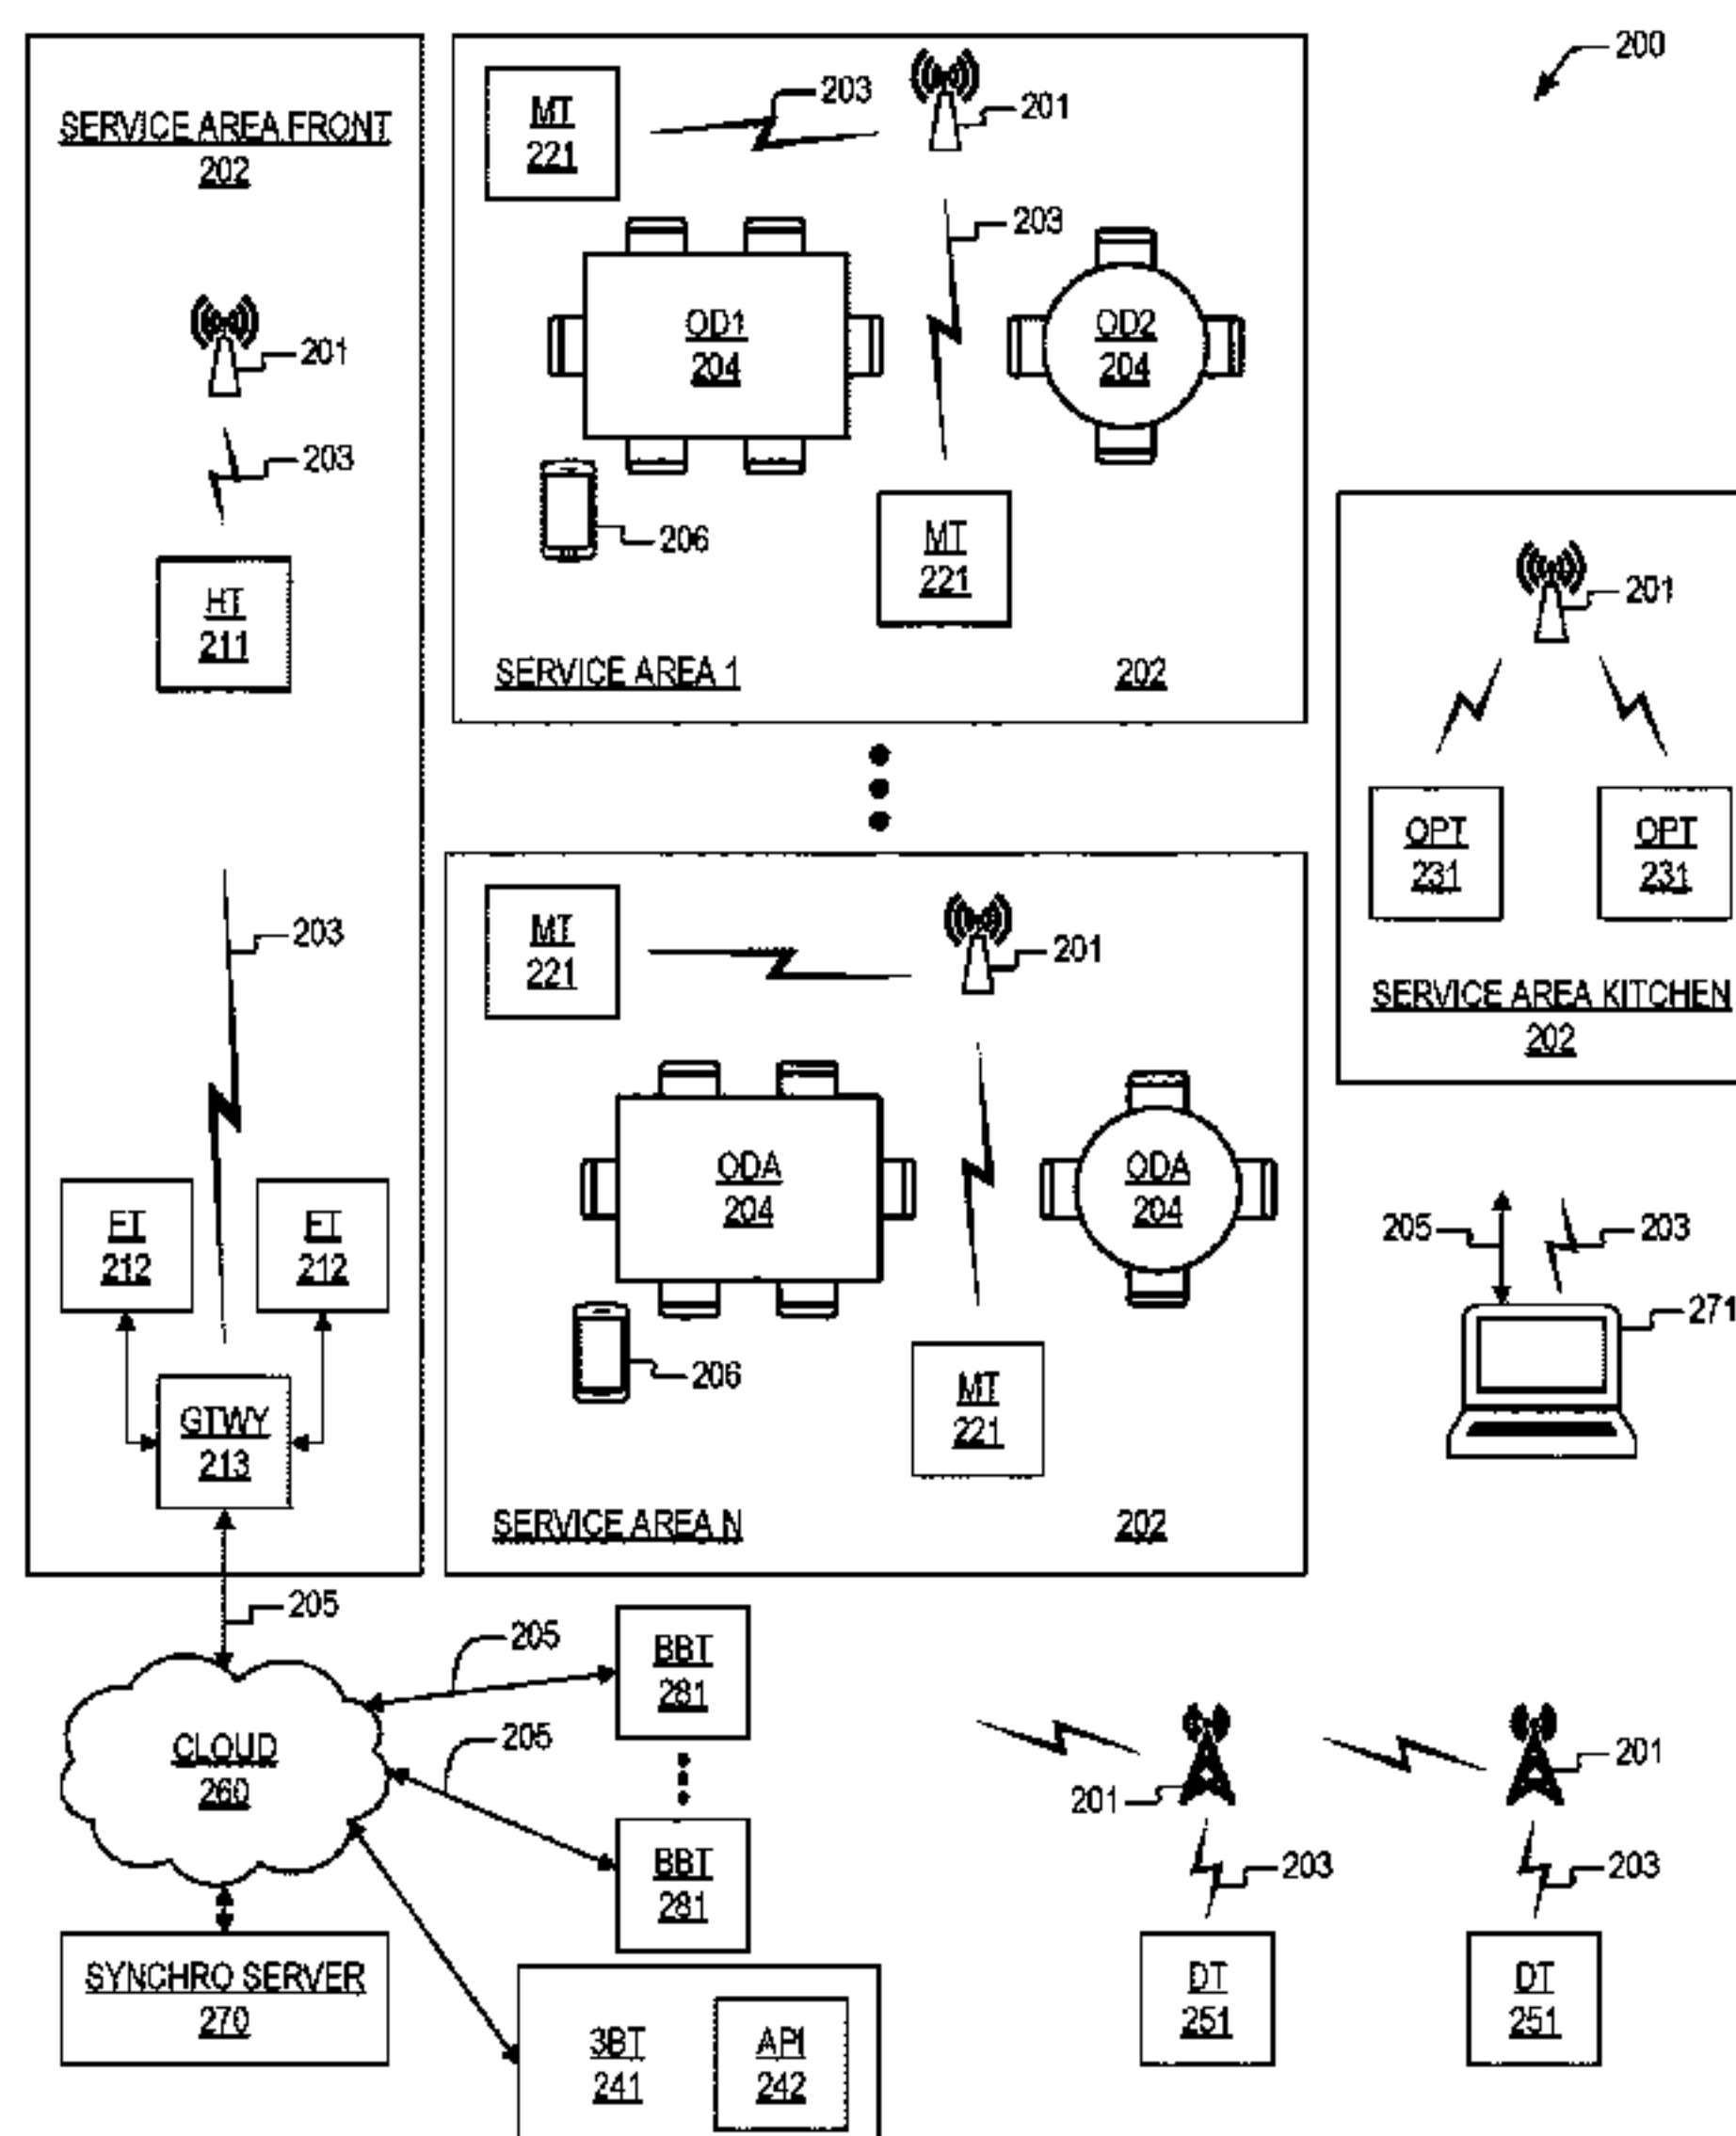 200
SERVICE AREA FRONT
202
201
203
HT
211
203
FT
212
FT
212
GTWY
213
205
MT
221
203
201
203
OD1
204
OD2
204
206
MT
221
SERVICE AREA 1
202
MT
221
201
ODA
204
ODA
204
206
MT
221
SERVICE AREA N
202
201
OPT
231
OPT
231
SERVICE AREA KITCHEN
202
205
203
271
CLOUD
260
205
BBT
281
205
BBT
281
SYNCHRO SERVER
270
3BT
241
API
242
201
201
203
203
DT
251
DT
251